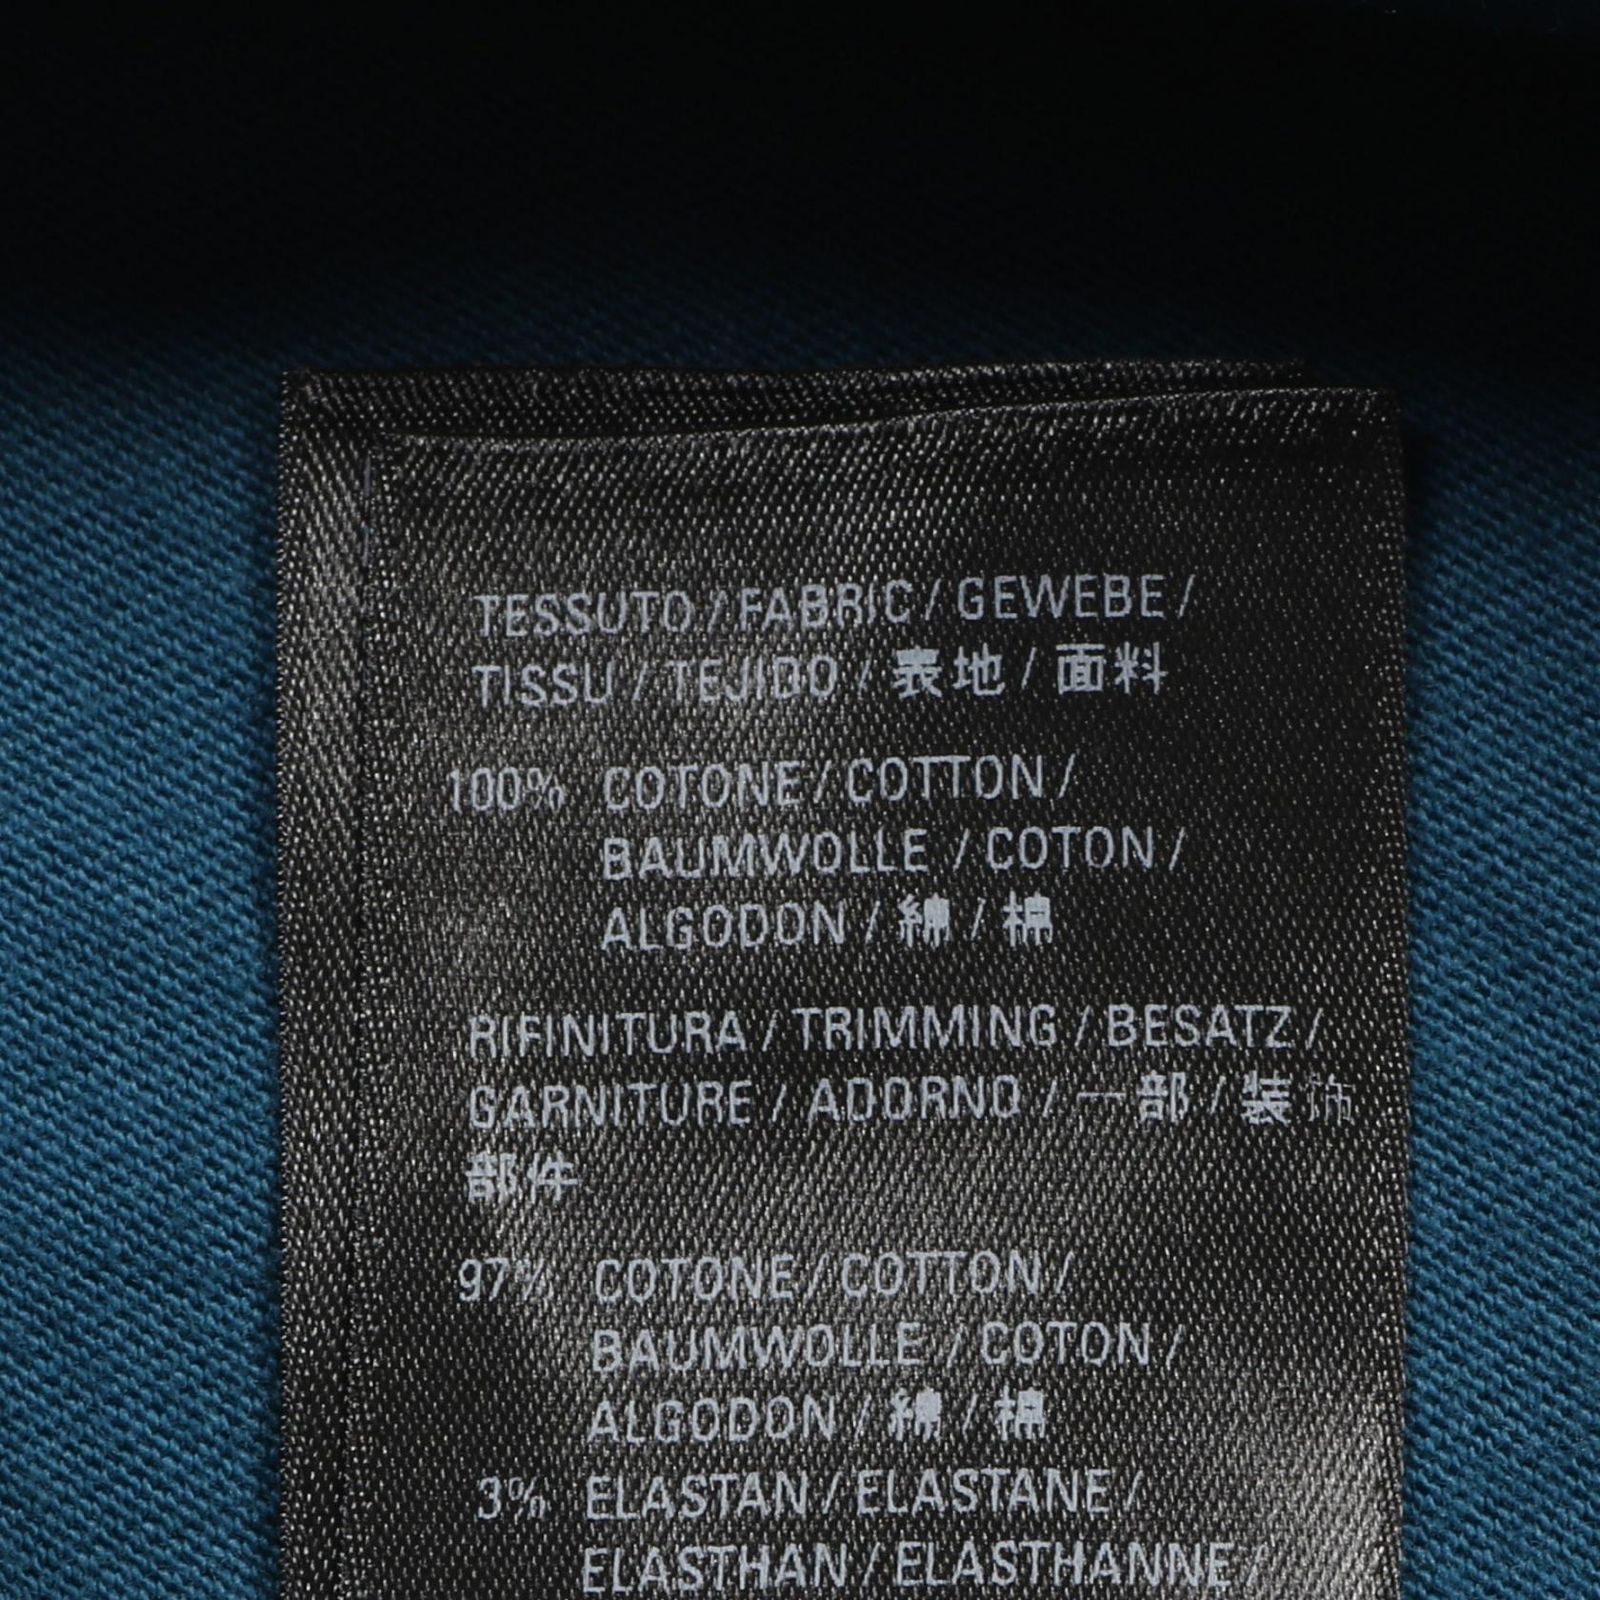 TESSUTO / FABRIC / GEWEBE /
TISSU / TEJIDO / 表地 / 面料
100% COTONE / COTTON /
BAUMWOLLE / COTON /
ALGODON / 綿 / 棉
RIFINITURA / TRIMMING / BESATZ /
GARNITURE / ADORNO / 一部 / 装饰
部件
97% COTONE / COTTON /
BAUMWOLLE / COTON /
ALGODON / 綿 / 棉
3% ELASTAN / ELASTANE /
ELASTHAN / ELASTHANNE /